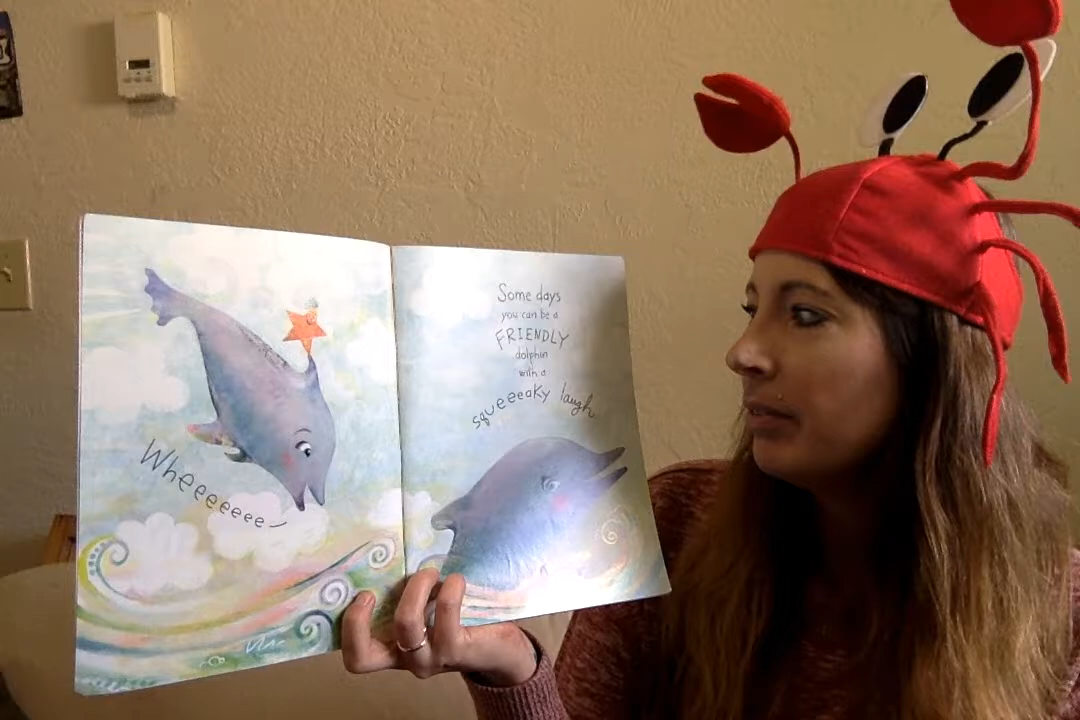 Wheeeeeee—
Some days
you can be a
FRIENDLY
dolphin
with a
squeeeaky laugh